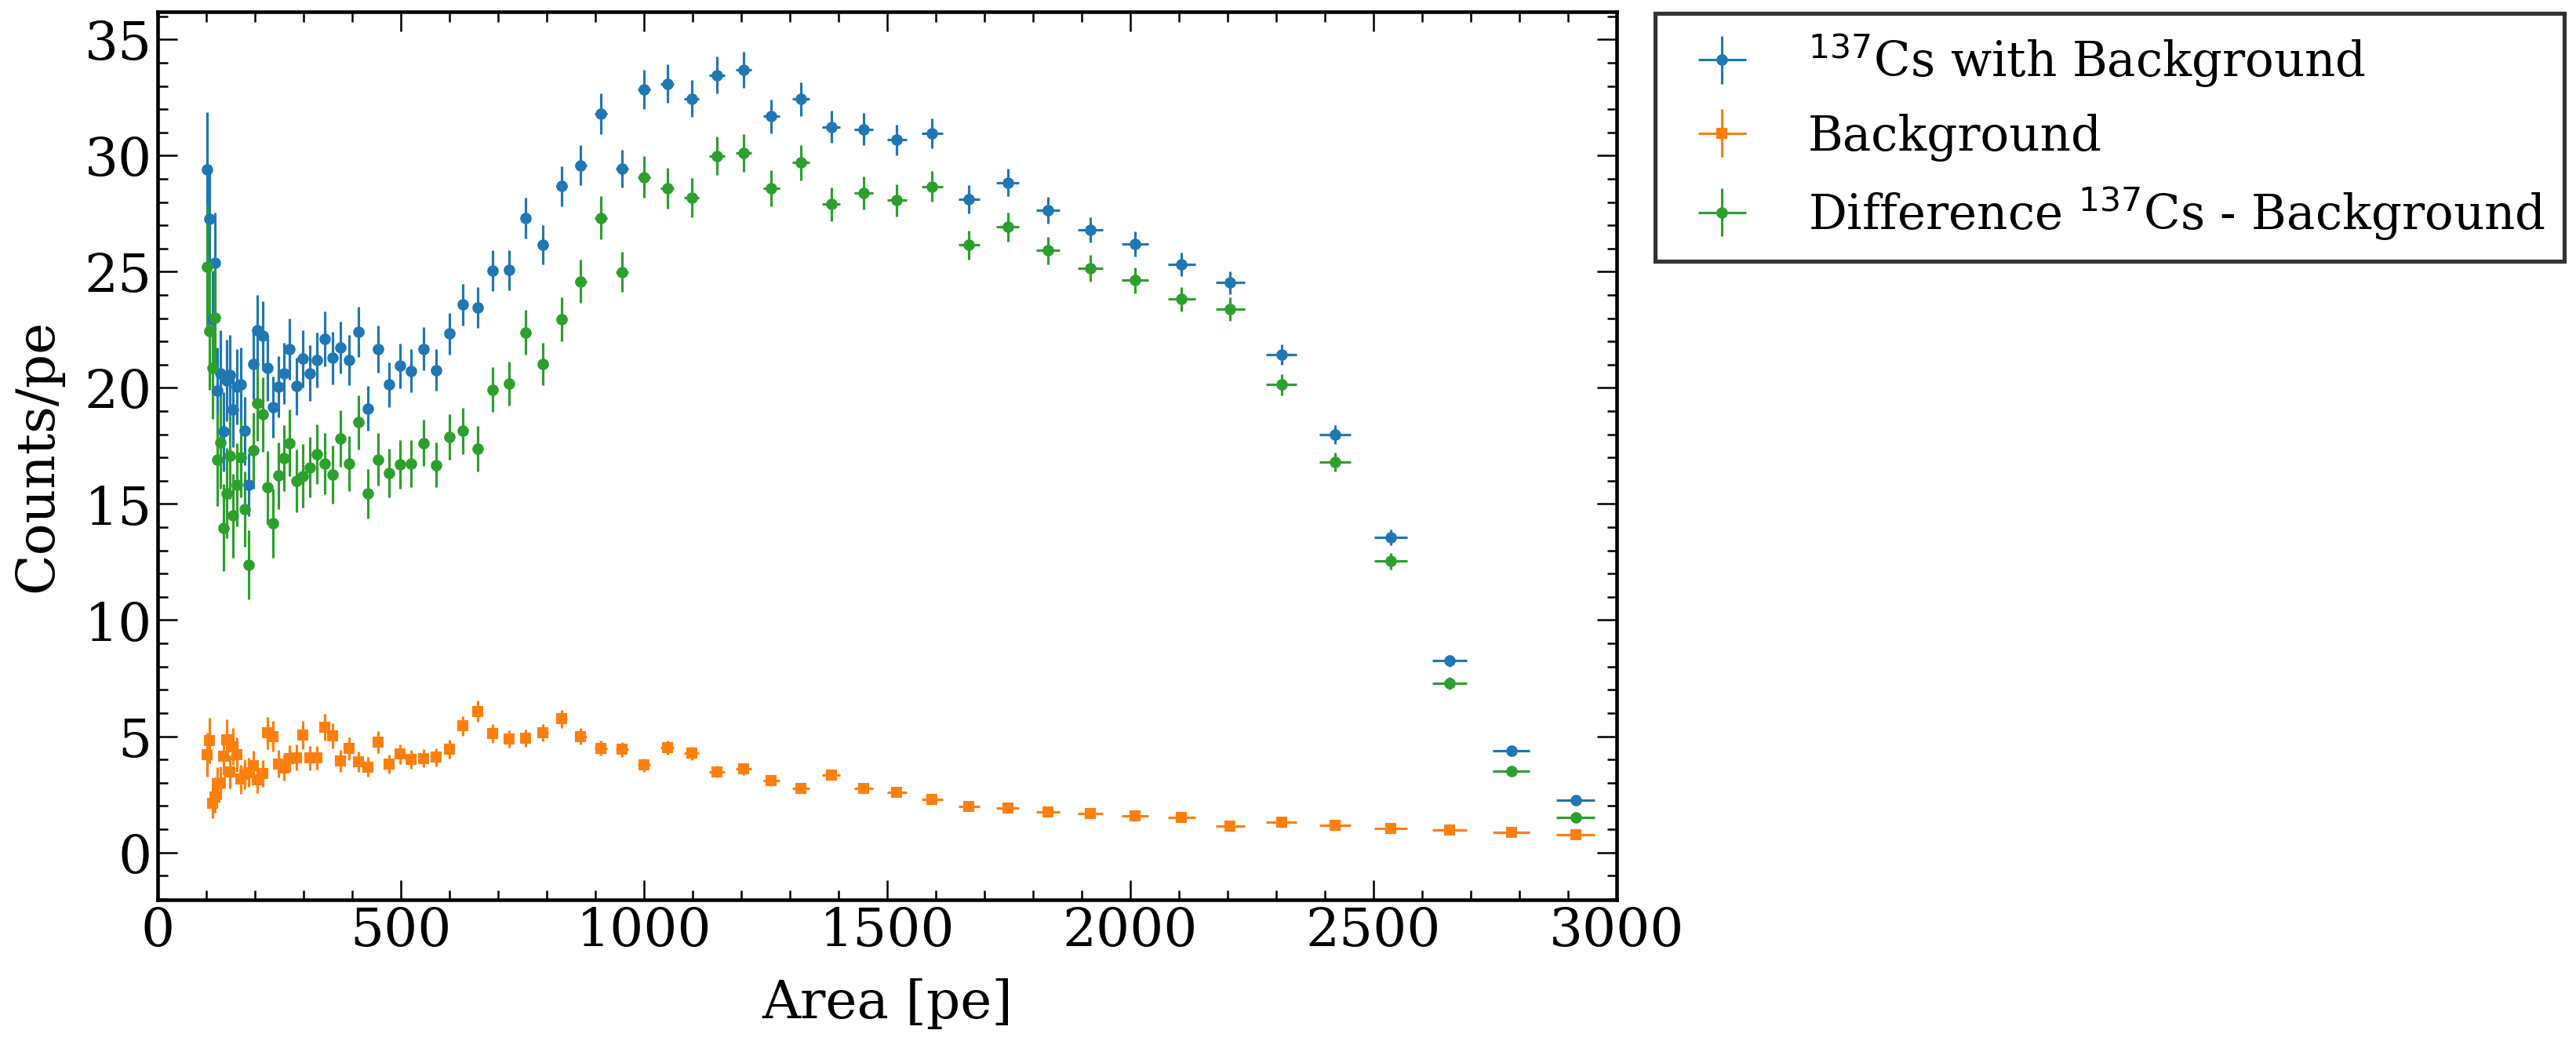 35
30
25
20
15
10
5
0
Counts/pe
0 500 1000 1500 2000 2500 3000
Area [pe]
¹³⁷Cs with Background
Background
Difference ¹³⁷Cs - Background